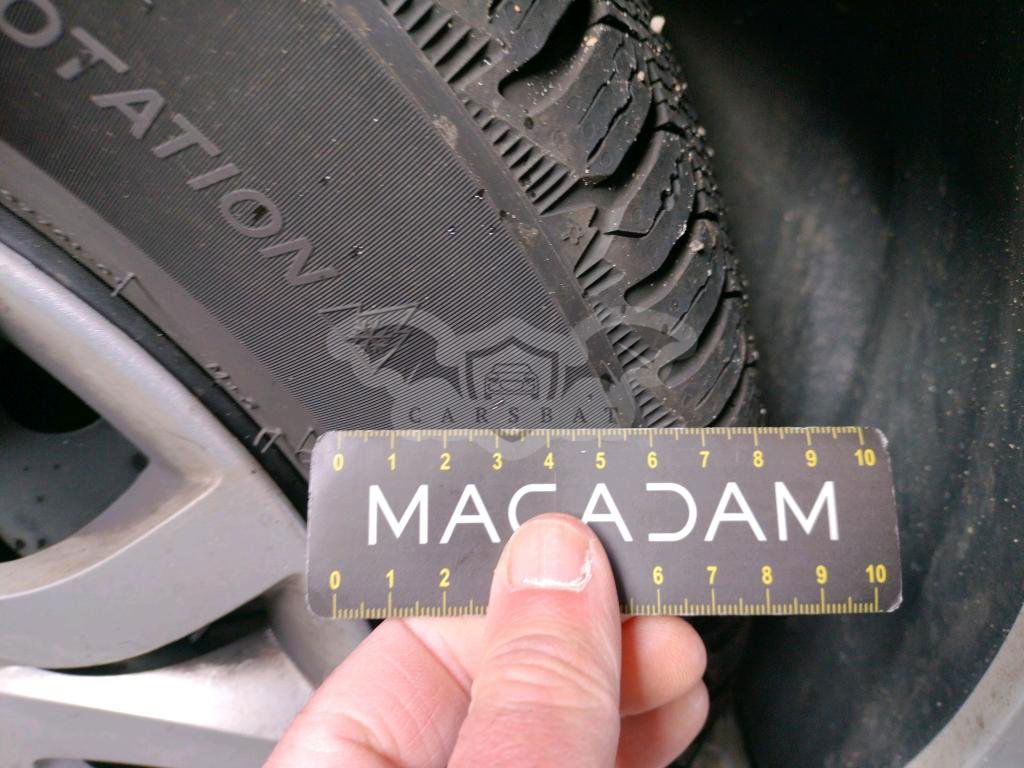 OTATION
CARSBAT
0 1 2 3 4 5 6 7 8 9 10
MACADAM
0 1 2 6 7 8 9 10